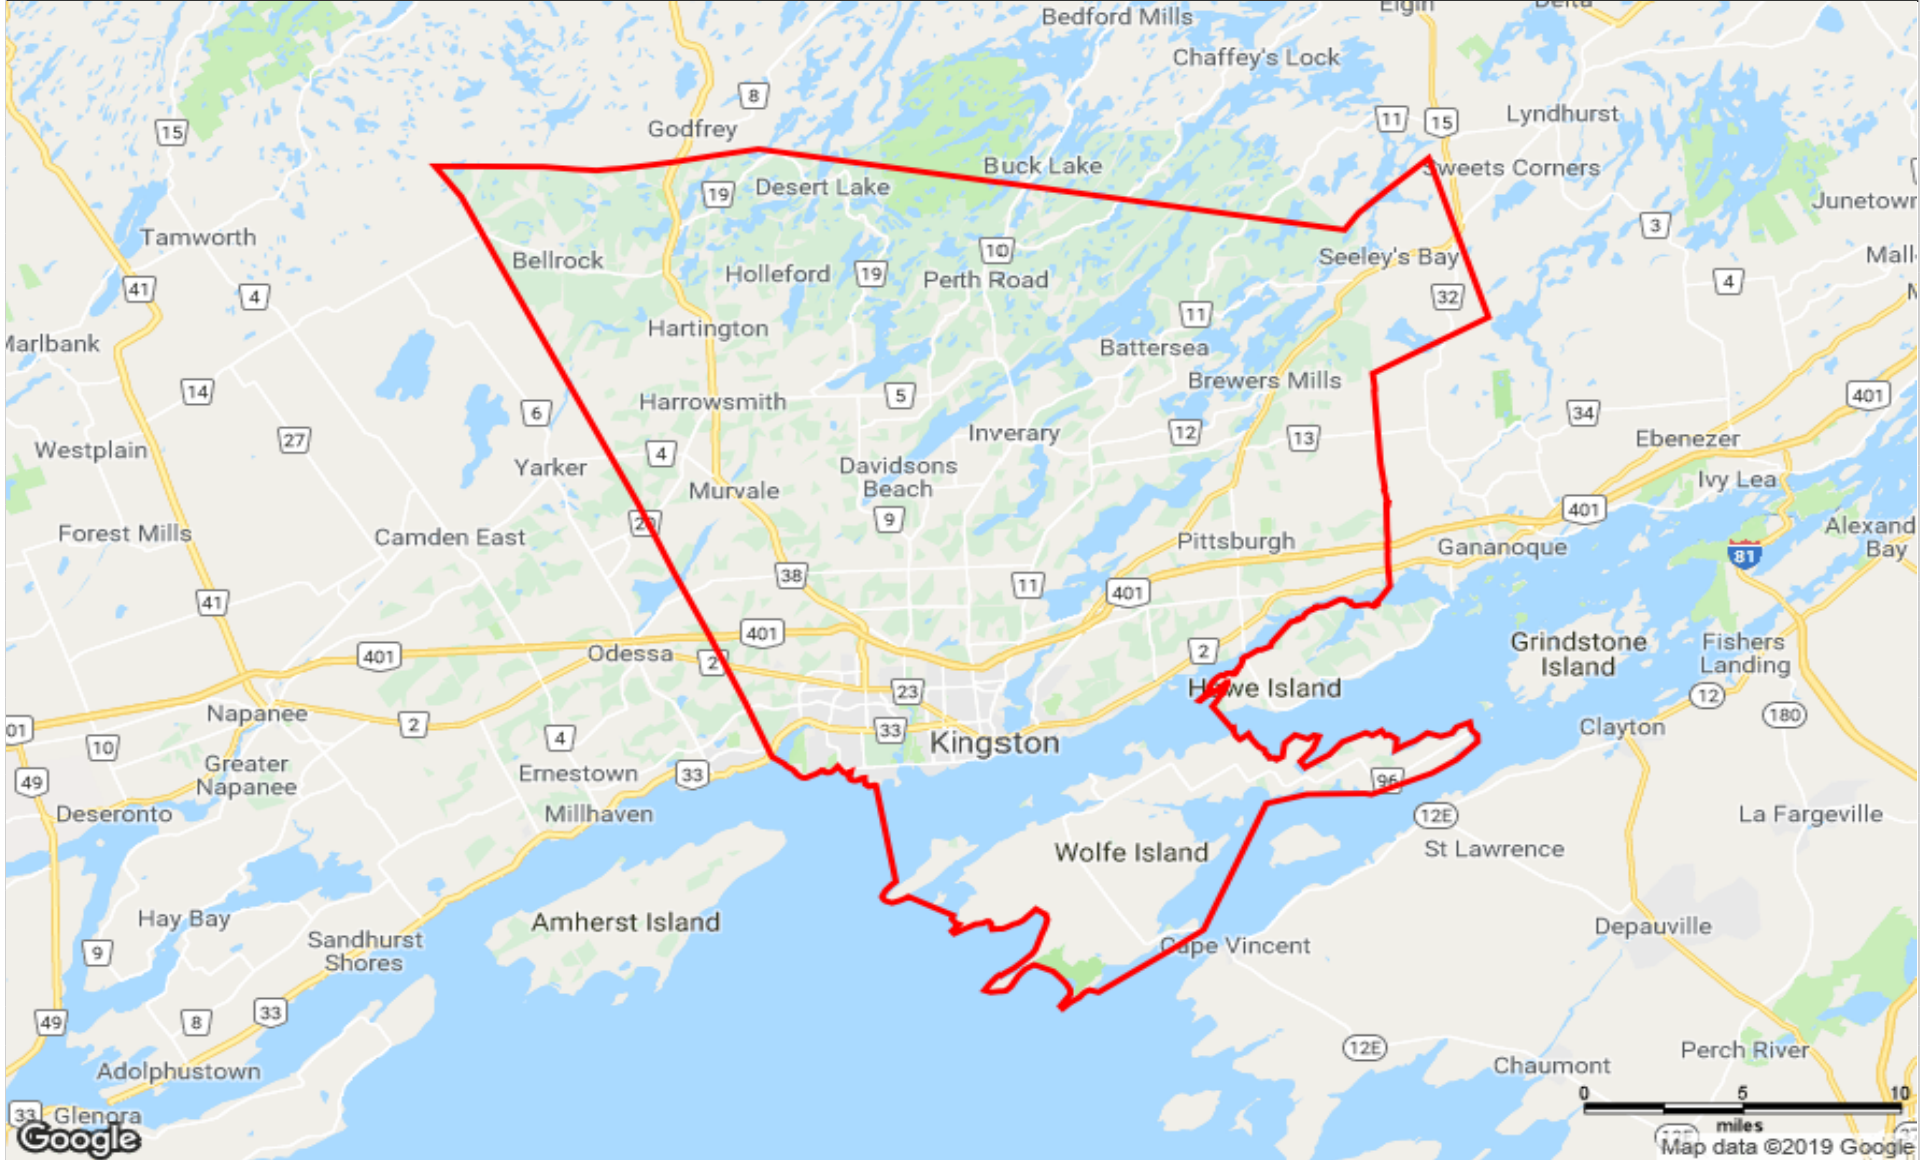 Bedford Mills
Elgin
Delta
Chaffey's Lock
8
15
Godfrey
11
15
Lyndhurst
Buck Lake
Sweets Corners
19
Desert Lake
Junetown
3
Tamworth
Bellrock
10
Seeley's Bay
Mall
Holleford
19
Perth Road
41
4
32
4
11
Hartington
Marlbank
Battersea
Brewers Mills
14
5
401
Harrowsmith
6
34
27
Inverary
12
13
Ebenezer
Westplain
4
Yarker
Davidsons
Beach
Ivy Lea
Murvale
9
401
Forest Mills
Camden East
Pittsburgh
Gananoque
Alexand
Bay
81
38
11
401
41
401
Grindstone
Island
Fishers
Landing
401
Odessa
2
2
Howe Island
23
12
Napanee
2
33
Kingston
180
Clayton
01
10
4
Greater
Napanee
Ernestown
33
96
49
Deseronto
Millhaven
12E
La Fargeville
Wolfe Island
St Lawrence
Hay Bay
Amherst Island
Depauville
Sandhurst
Shores
Cape Vincent
9
33
49
8
12E
Perch River
Adolphustown
Chaumont
0 5 10
miles
33
Glenora
Google
12E
Map data ©2019 Google